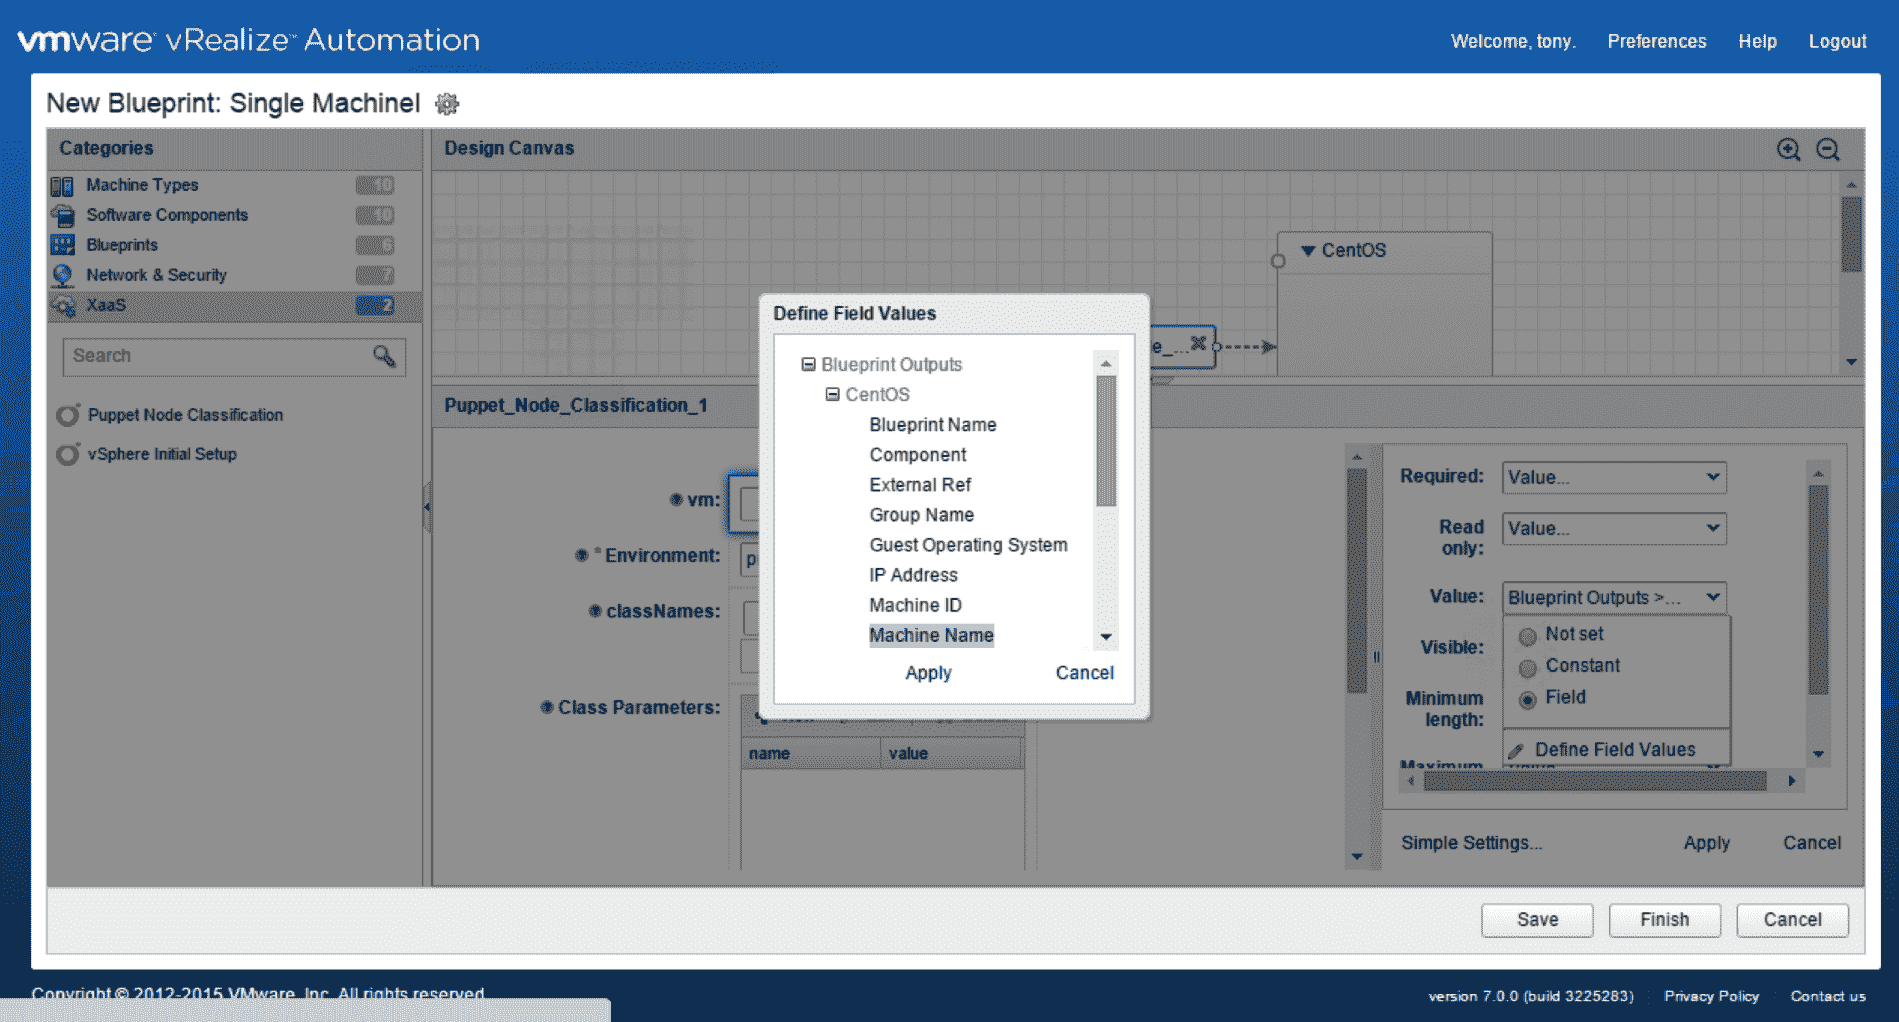 vmware vRealize™ Automation
Welcome, tony. Preferences Help Logout
New Blueprint: Single Machinel
Categories
Machine Types 10
Software Components 10
Blueprints 6
Network & Security 7
XaaS 2
Search
Puppet Node Classification
vSphere Initial Setup
Design Canvas
CentOS
e_...
Puppet_Node_Classification_1
vm:
* Environment: p
classNames:
Class Parameters:
name value
Define Field Values
Blueprint Outputs
CentOS
Blueprint Name
Component
External Ref
Group Name
Guest Operating System
IP Address
Machine ID
Machine Name
Apply Cancel
Required: Value...
Read only: Value...
Value: Blueprint Outputs >...
Not set
Constant
Field
Define Field Values
Visible:
Minimum length:
Maximum
Simple Settings... Apply Cancel
Save Finish Cancel
Copyright © 2012-2015 VMware, Inc. All rights reserved
version 7.0.0 (build 3225283) Privacy Policy Contact us